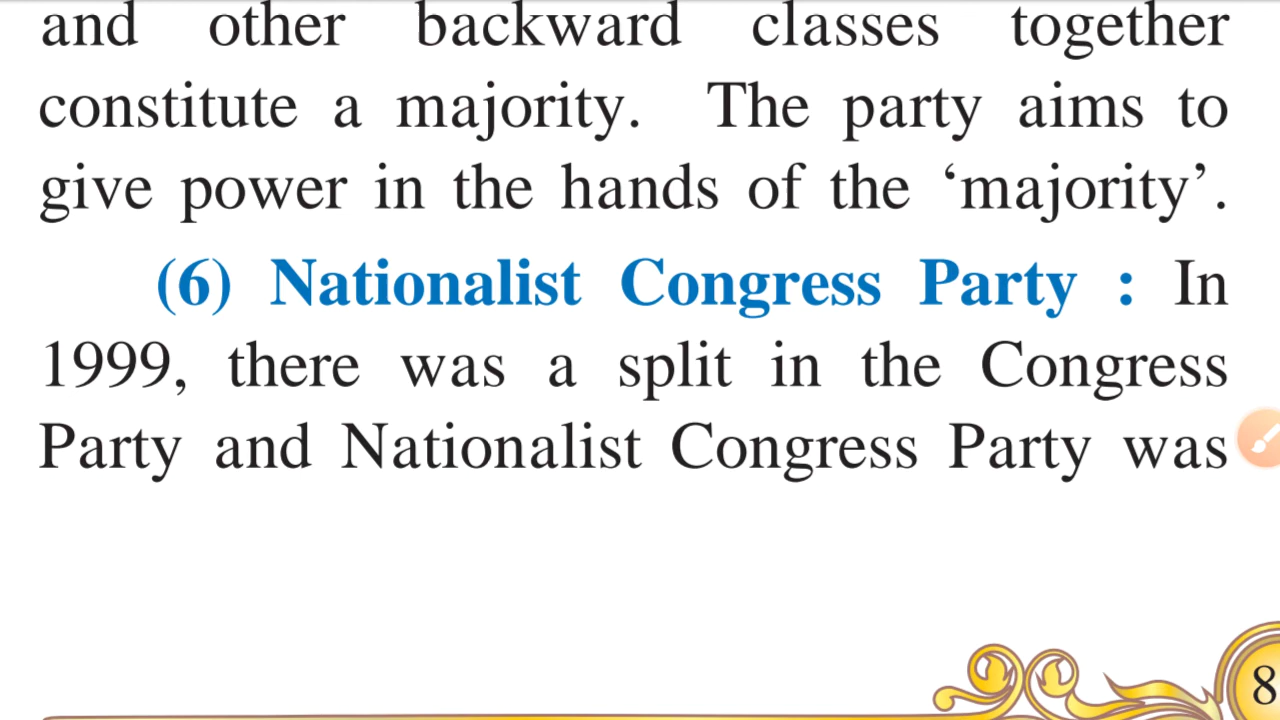 and other backward classes together
constitute a majority. The party aims to
give power in the hands of the ‘majority’.
(6) Nationalist Congress Party : In
1999, there was a split in the Congress
Party and Nationalist Congress Party was
8